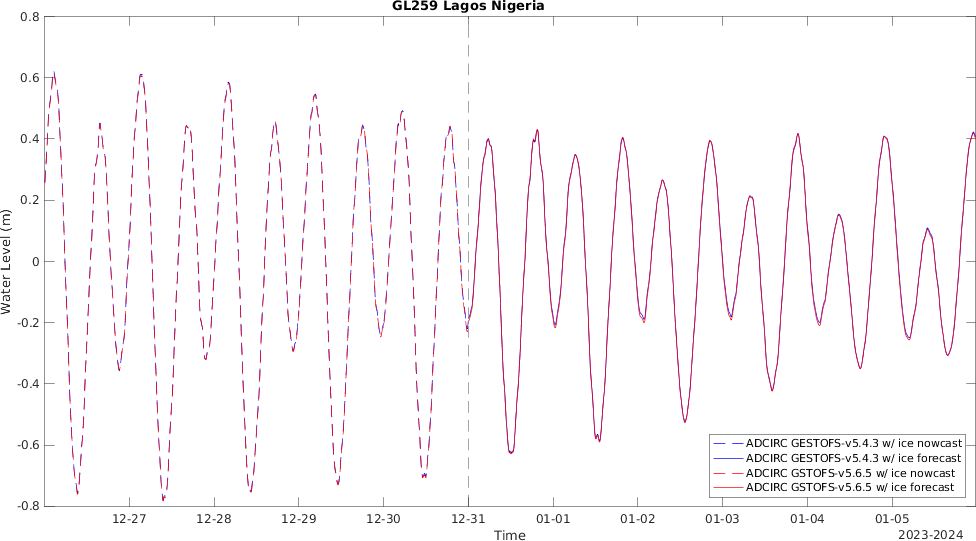 GL259 Lagos Nigeria
0.8
0.6
0.4
0.2
0
-0.2
-0.4
-0.6
-0.8
Water Level (m)
ADCIRC GESTOFS-v5.4.3 w/ ice nowcast
ADCIRC GESTOFS-v5.4.3 w/ ice forecast
ADCIRC GSTOFS-v5.6.5 w/ ice nowcast
ADCIRC GSTOFS-v5.6.5 w/ ice forecast
12-27 12-28 12-29 12-30 12-31 01-01 01-02 01-03 01-04 01-05
Time
2023-2024